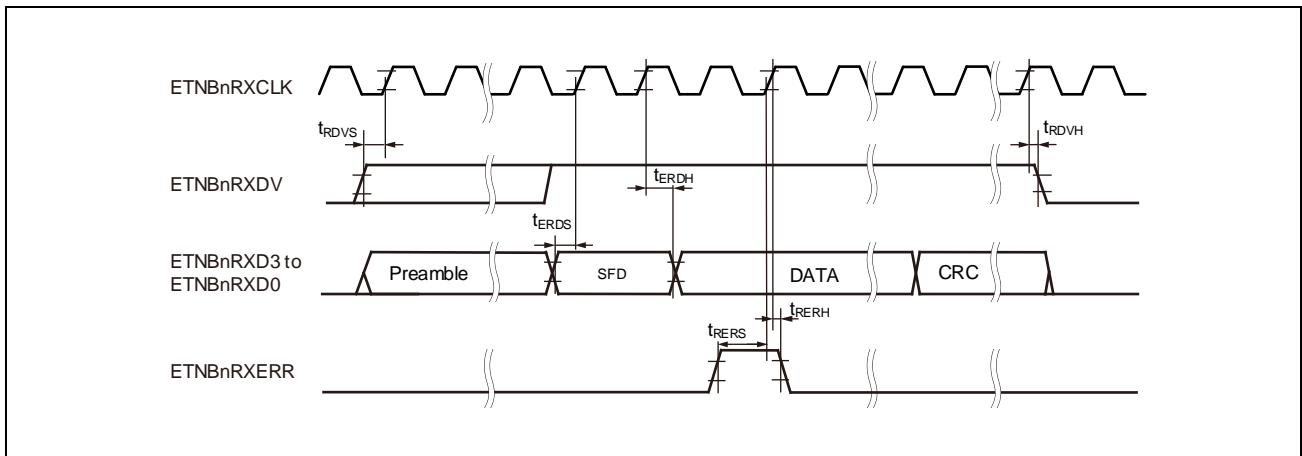 ETNBnRXCLK
tRDVS
tRDVH
ETNBnRXDV
tERDH
tERDS
ETNBnRXD3 to
ETNBnRXD0
Preamble
SFD
DATA
CRC
tRERH
tRERS
ETNBnRXERR